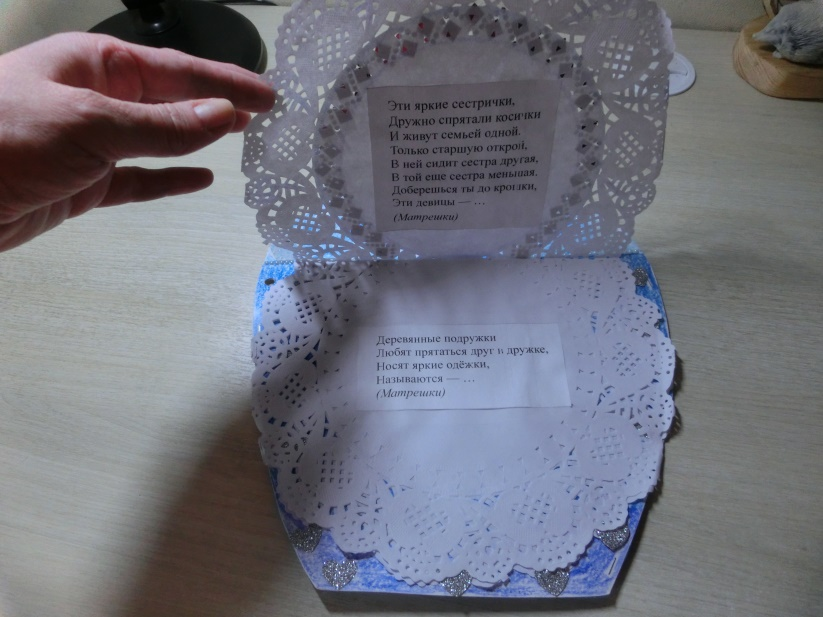 Эти яркие сестрички,
Дружно спрятали косички
И живут семьей одной.
Только старшую открой,
В ней сидит сестра другая,
В той еще сестра меньшая.
Доберешься ты до крошки,
Эти девицы — ...
(Матрешки)
Деревянные подружки
Любят прятаться друг в дружке,
Носят яркие одёжки,
Называются — ...
(Матрешки)